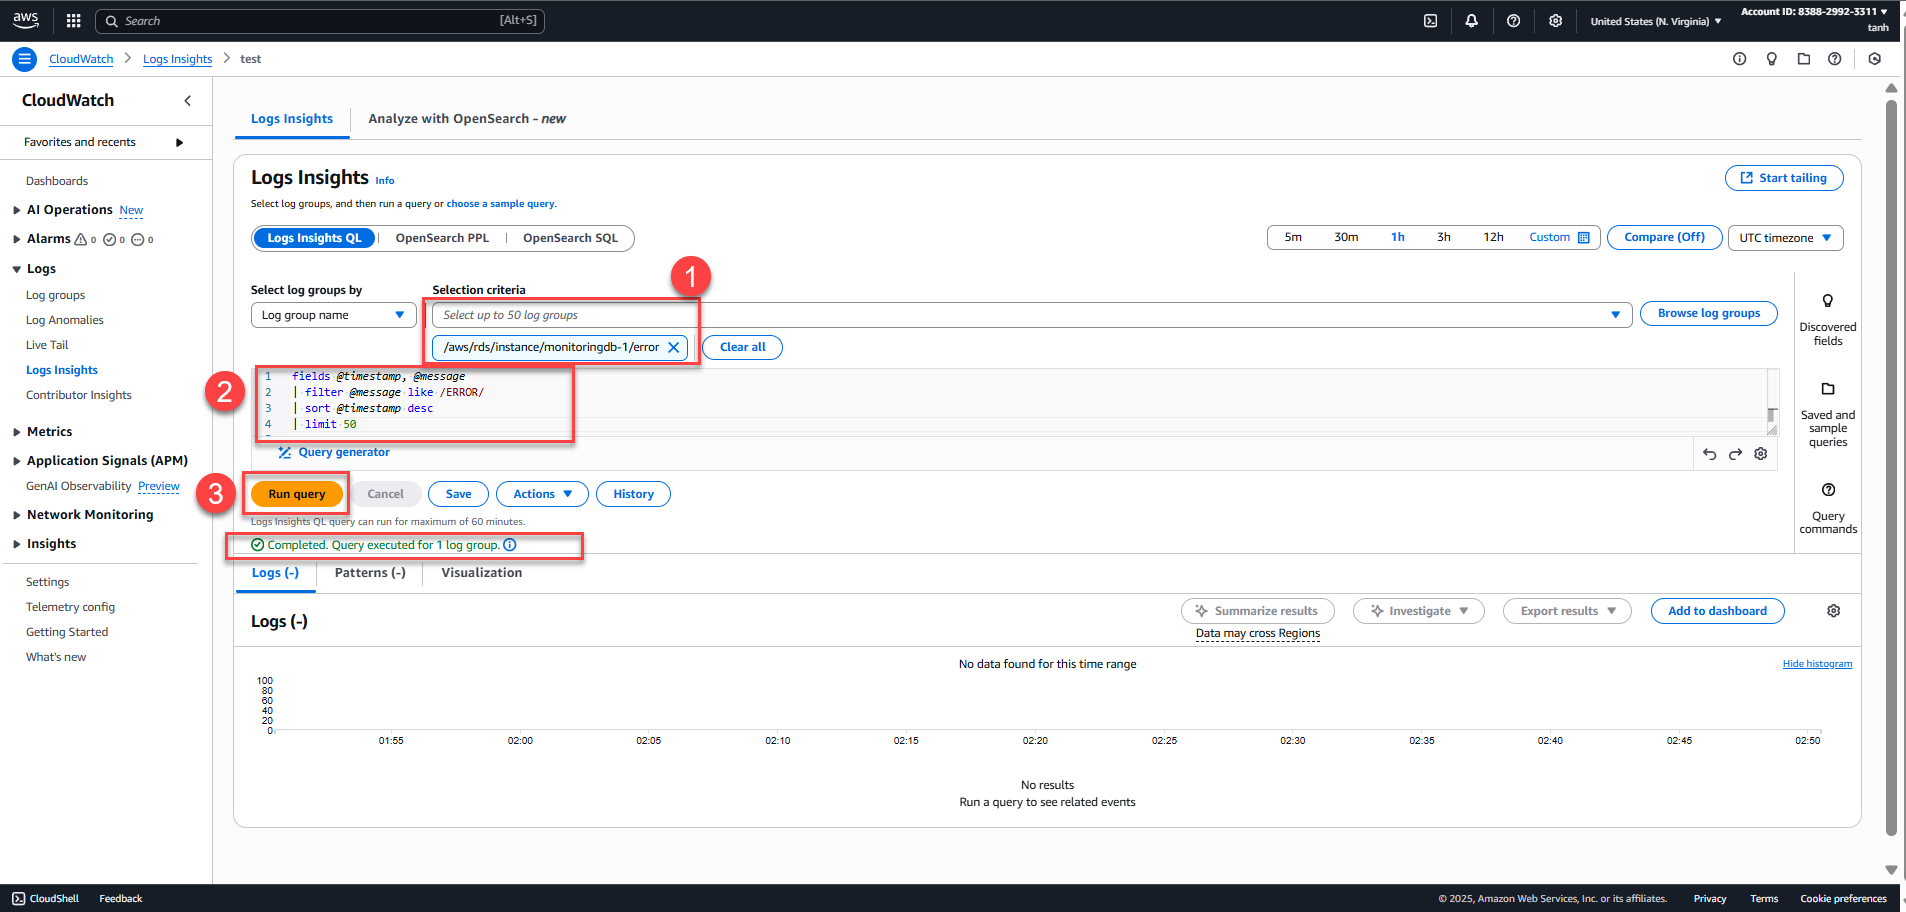 aws
Search
[Alt+S]
United States (N. Virginia)
Account ID: 8388-2992-3311
tanh
CloudWatch
Logs Insights
test
CloudWatch
Favorites and recents
Dashboards
AI Operations New
Alarms 0 0 0
Logs
Log groups
Log Anomalies
Live Tail
Logs Insights
Contributor Insights
Metrics
Application Signals (APM)
GenAI Observability Preview
Network Monitoring
Insights
Settings
Telemetry config
Getting Started
What's new
Logs Insights
Analyze with OpenSearch - new
Logs Insights Info
Start tailing
Select log groups, and then run a query or choose a sample query.
Logs Insights QL
OpenSearch PPL
OpenSearch SQL
5m
30m
1h
3h
12h
Custom
Compare (Off)
UTC timezone
1
Select log groups by
Selection criteria
Log group name
Select up to 50 log groups
Browse log groups
/aws/rds/instance/monitoringdb-1/error
Clear all
2
1 fields @timestamp, @message
2 | filter @message like /ERROR/
3 | sort @timestamp desc
4 | limit 50
Query generator
Discovered fields
Saved and sample queries
Query commands
3
Run query
Cancel
Save
Actions
History
Logs Insights QL query can run for maximum of 60 minutes.
Completed. Query executed for 1 log group.
Logs (-)
Patterns (-)
Visualization
Logs (-)
Summarize results
Investigate
Export results
Add to dashboard
Data may cross Regions
No data found for this time range
Hide histogram
100
80
60
40
20
0
01:55
02:00
02:05
02:10
02:15
02:20
02:25
02:30
02:35
02:40
02:45
02:50
No results
Run a query to see related events
CloudShell
Feedback
© 2025, Amazon Web Services, Inc. or its affiliates.
Privacy
Terms
Cookie preferences